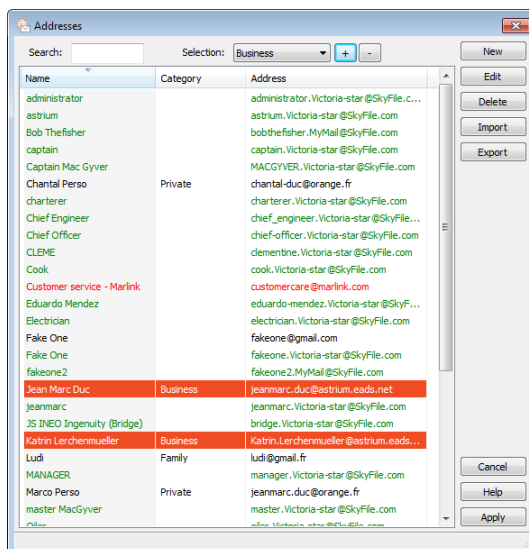 Addresses
Search: Selection: Business + - New
Name Category Address Edit
administrator administrator.Victoria-star@SkyFile.c...
astrium astrium.Victoria-star@SkyFile.com Delete
Bob Thefisher bobthefisher.MyMail@SkyFile.com Import
captain captain.Victoria-star@SkyFile.com Export
Captain Mac Gyver MACGYVER.Victoria-star@SkyFile.com
Chantal Perso Private chantal-duc@orange.fr
charterer charterer.Victoria-star@SkyFile.com
Chief Engineer chief_engineer.Victoria-star@SkyFile...
Chief Officer chief-officer.Victoria-star@SkyFile.com
CLEME clementine.Victoria-star@SkyFile.com
Cook cook.Victoria-star@SkyFile.com
Customer service - Marlink customercare@marlink.com
Eduardo Mendez eduardo-mendez.Victoria-star@SkyF...
Electrician electrician.Victoria-star@SkyFile.com
Fake One fakeone@gmail.com
Fake One fakeone.Victoria-star@SkyFile.com
fakeone2 fakeone2.MyMail@SkyFile.com
Jean Marc Duc Business jeanmarc.duc@astrium.eads.net
jeanmarc jeanmarc.Victoria-star@SkyFile.com
JS INEO Ingenuity (Bridge) bridge.Victoria-star@SkyFile.com
Katrin Lerchenmueller Business Katrin.Lerchenmueller@astrium.eads...
Ludi Family ludi@gmail.fr
MANAGER manager.Victoria-star@SkyFile.com Cancel
Marco Perso Private jeanmarc.duc@orange.fr Help
master MacGyver master.Victoria-star@SkyFile.com Apply
Oiler oiler.Victoria-star@SkyFile.com